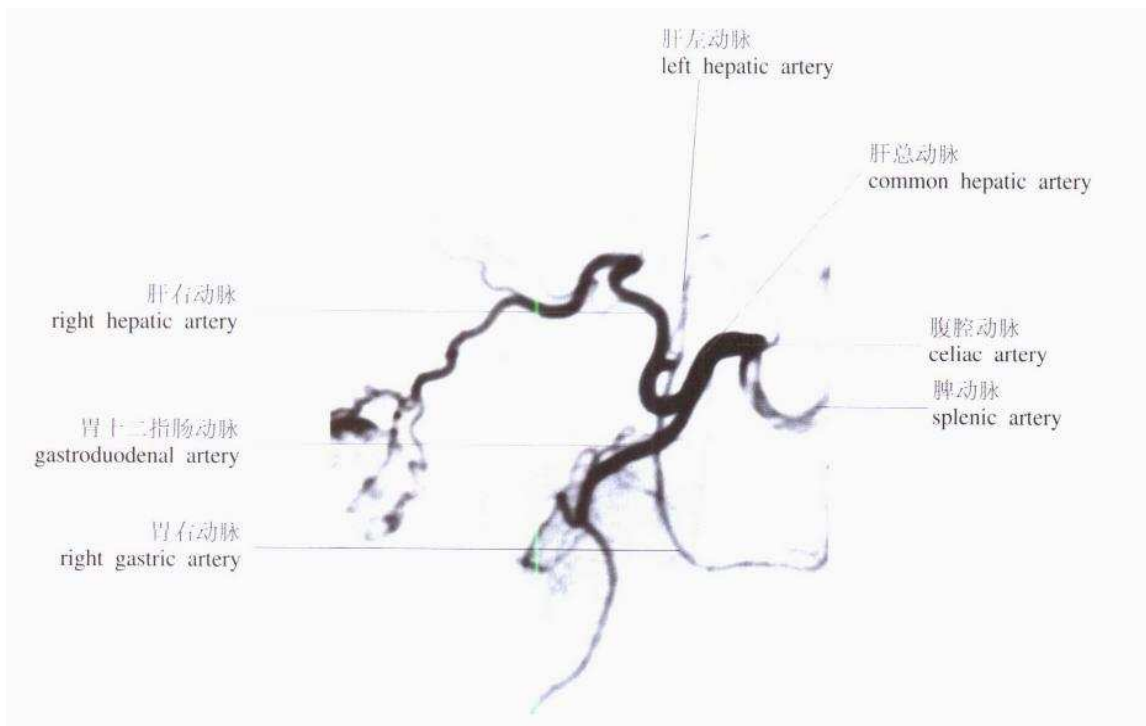 肝左动脉
left hepatic artery
肝总动脉
common hepatic artery
肝右动脉
right hepatic artery
腹腔动脉
celiac artery
脾动脉
splenic artery
胃十二指肠动脉
gastroduodenal artery
胃右动脉
right gastric artery